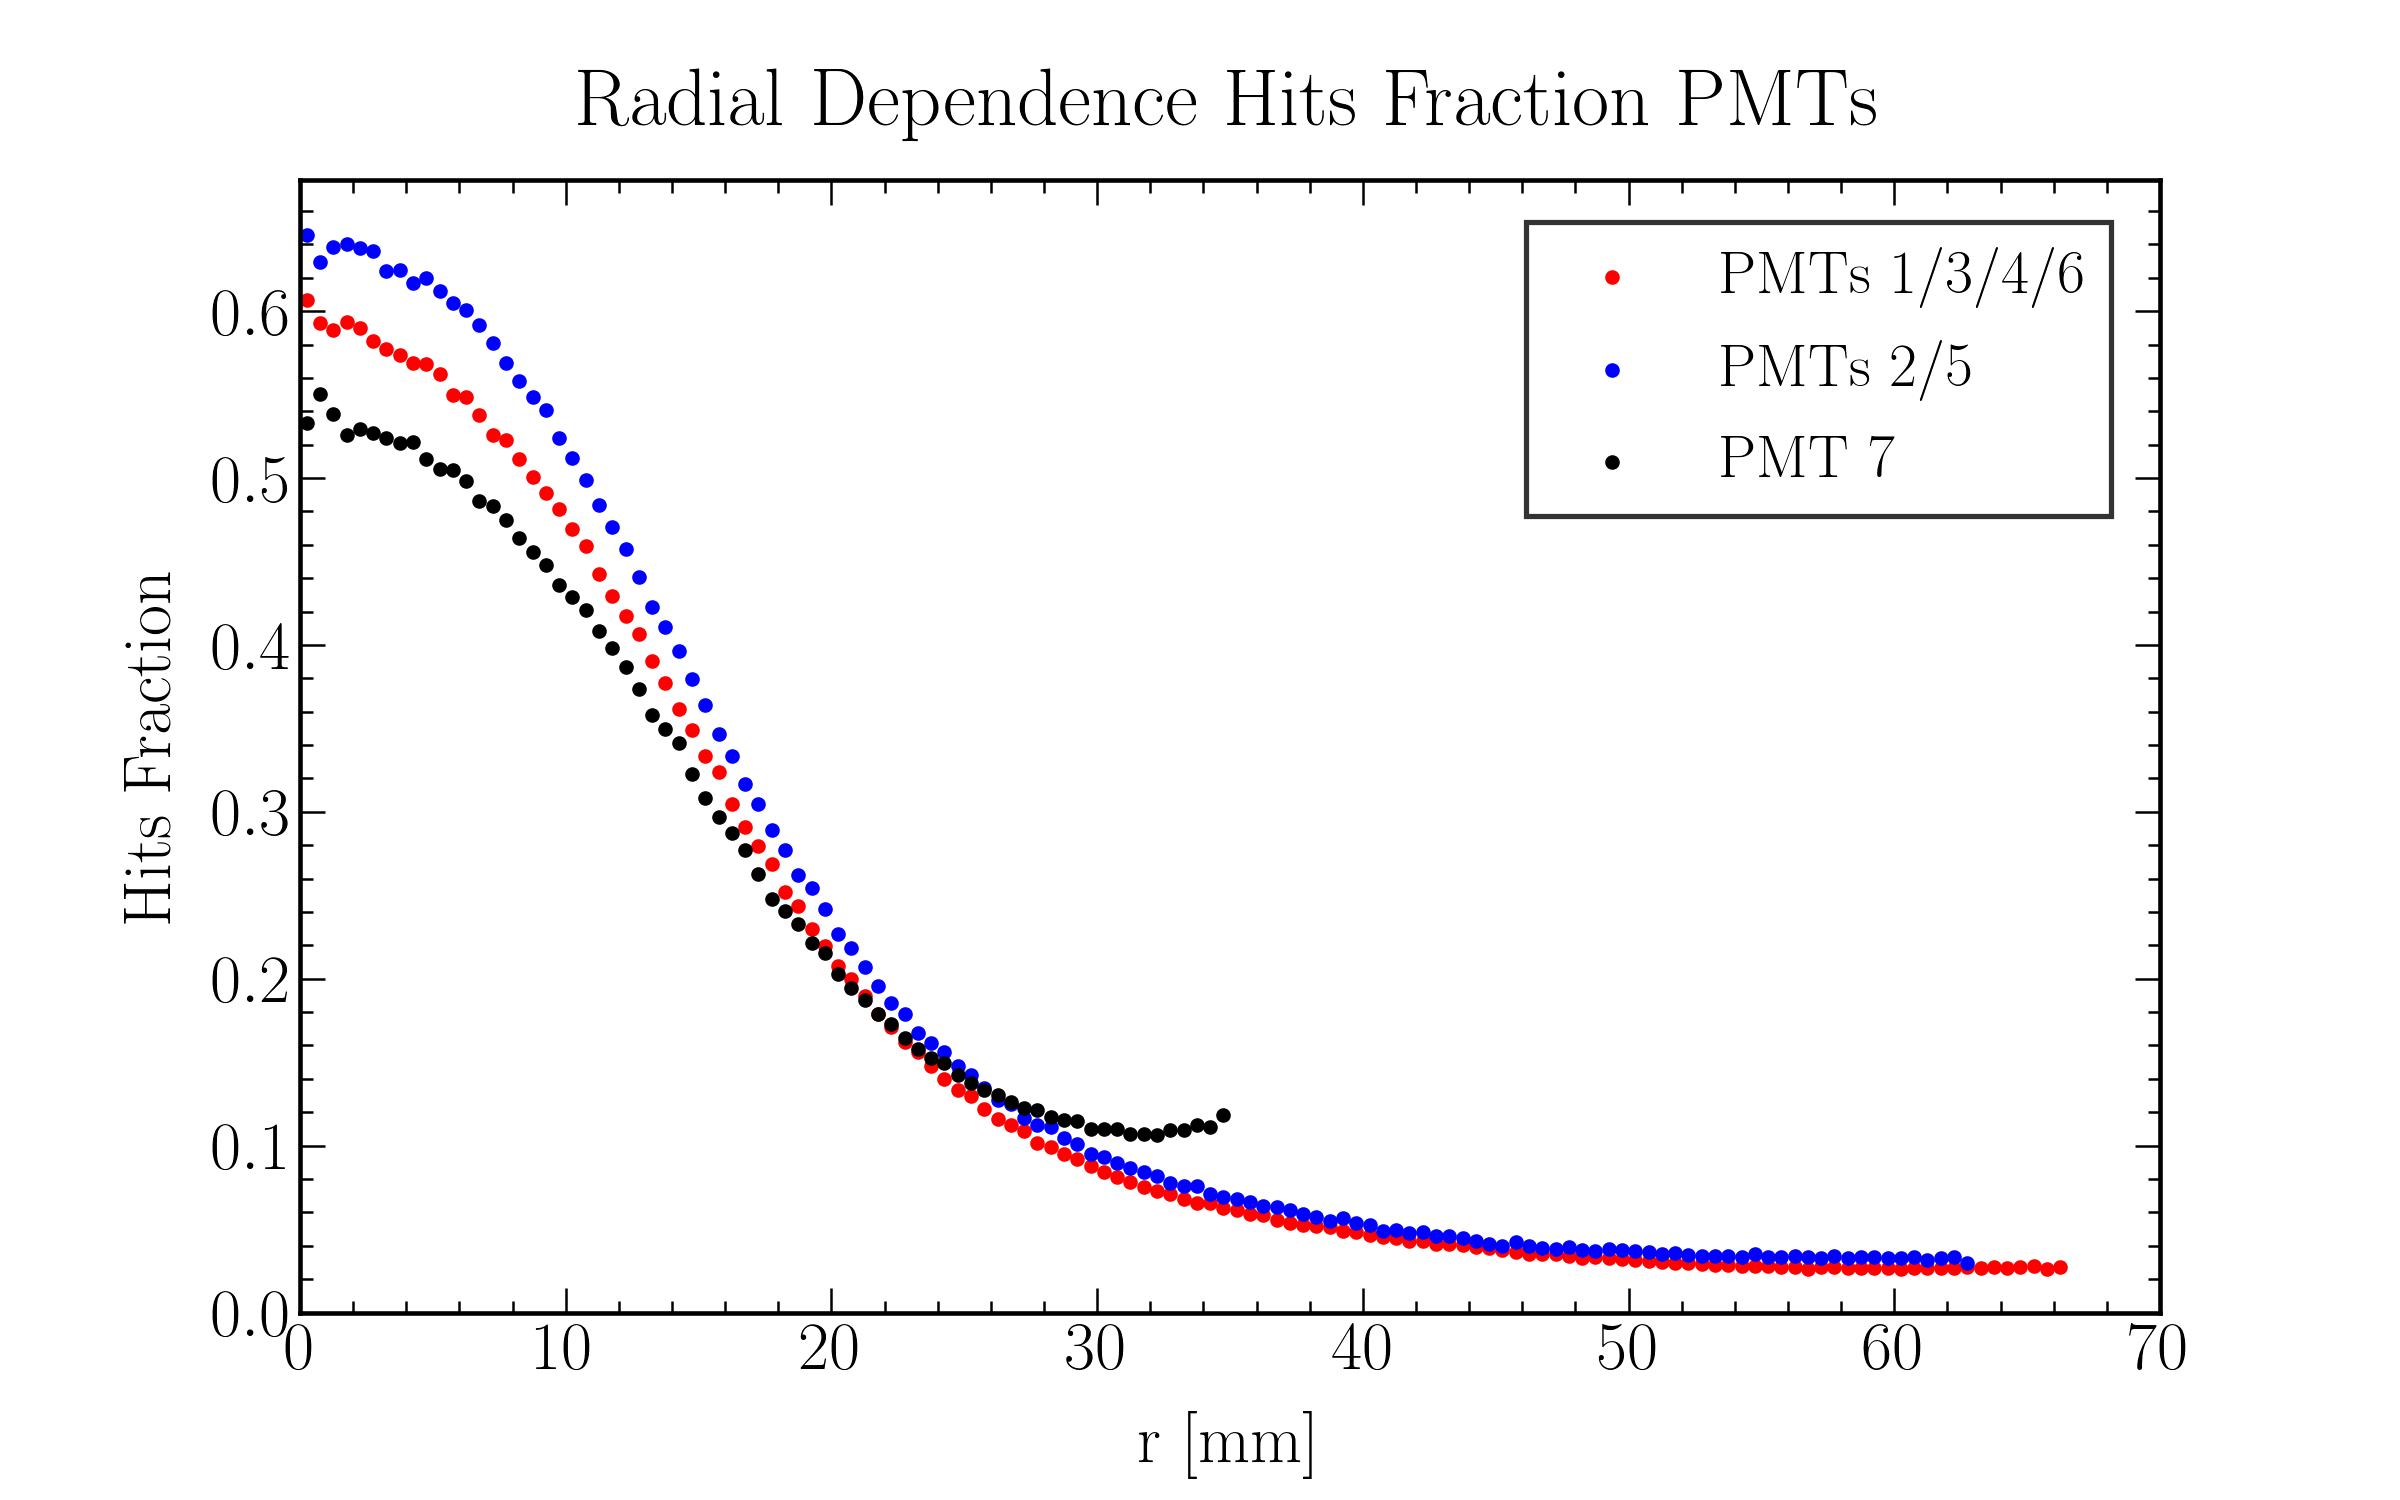 Radial Dependence Hits Fraction PMTs
PMTs 1/3/4/6
PMTs 2/5
PMT 7
Hits Fraction
0.6
0.5
0.4
0.3
0.2
0.1
0.0
0 10 20 30 40 50 60 70
r [mm]